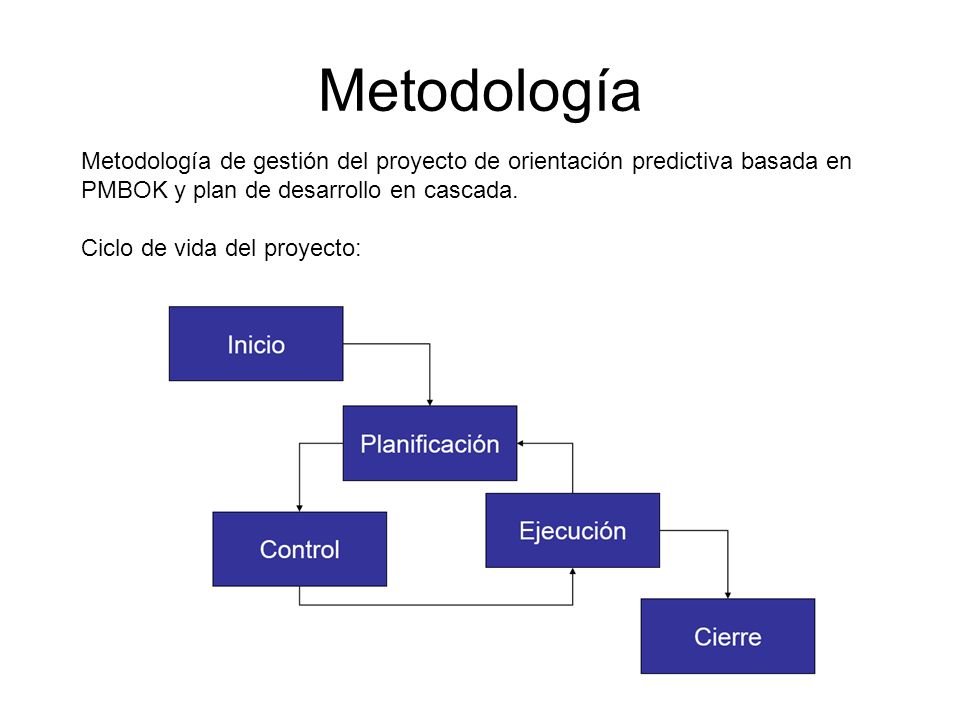 Metodología
Metodología de gestión del proyecto de orientación predictiva basada en
PMBOK y plan de desarrollo en cascada.
Ciclo de vida del proyecto:
Inicio
Planificación
Ejecución
Control
Cierre